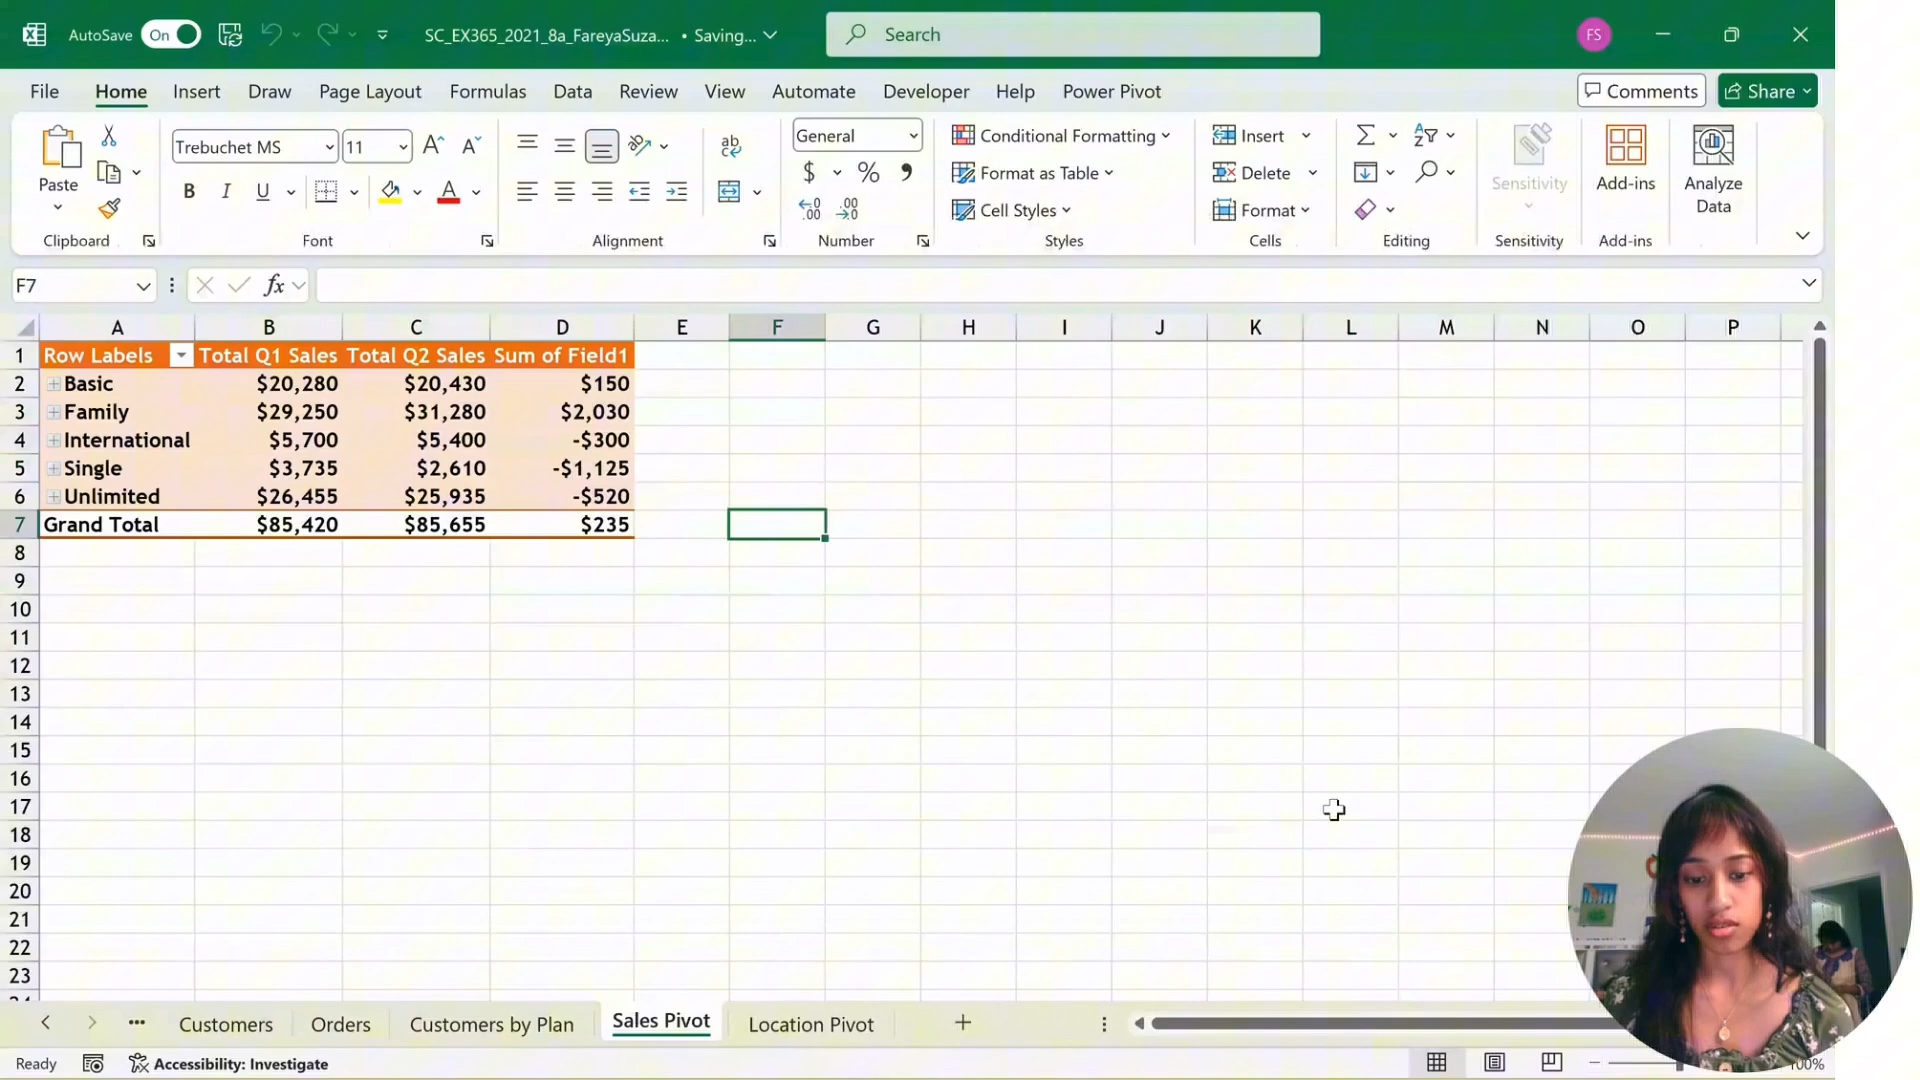 AutoSave On SC_EX365_2021_8a_FareyaSuza... • Saving... Search FS
File Home Insert Draw Page Layout Formulas Data Review View Automate Developer Help Power Pivot Comments Share
Paste Trebuchet MS 11 General Conditional Formatting Insert Sensitivity Add-ins Analyze Data
B I U $ % Format as Table Delete
Cell Styles Format
Clipboard Font Alignment Number Styles Cells Editing Sensitivity Add-ins
F7 fx
A B C D E F G H I J K L M N O P
1 Row Labels Total Q1 Sales Total Q2 Sales Sum of Field1
2 Basic $20,280 $20,430 $150
3 Family $29,250 $31,280 $2,030
4 International $5,700 $5,400 -$300
5 Single $3,735 $2,610 -$1,125
6 Unlimited $26,455 $25,935 -$520
7 Grand Total $85,420 $85,655 $235
8
9
10
11
12
13
14
15
16
17
18
19
20
21
22
23
Customers Orders Customers by Plan Sales Pivot Location Pivot
Ready Accessibility: Investigate 100%